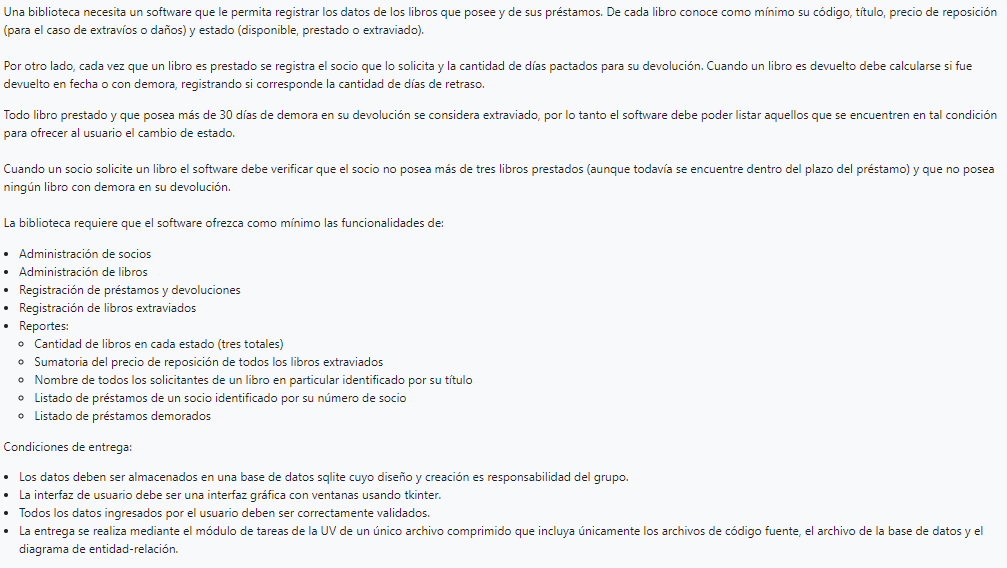 Una biblioteca necesita un software que le permita registrar los datos de los libros que posee y de sus préstamos. De cada libro conoce como mínimo su código, título, precio de reposición
(para el caso de extravíos o daños) y estado (disponible, prestado o extraviado).
Por otro lado, cada vez que un libro es prestado se registra el socio que lo solicita y la cantidad de días pactados para su devolución. Cuando un libro es devuelto debe calcularse si fue
devuelto en fecha o con demora, registrando si corresponde la cantidad de días de retraso.
Todo libro prestado y que posea más de 30 días de demora en su devolución se considera extraviado, por lo tanto el software debe poder listar aquellos que se encuentren en tal condición
para ofrecer al usuario el cambio de estado.
Cuando un socio solicite un libro el software debe verificar que el socio no posea más de tres libros prestados (aunque todavía se encuentre dentro del plazo del préstamo) y que no posea
ningún libro con demora en su devolución.
La biblioteca requiere que el software ofrezca como mínimo las funcionalidades de:
• Administración de socios
• Administración de libros
• Registración de préstamos y devoluciones
• Registración de libros extraviados
• Reportes:
○ Cantidad de libros en cada estado (tres totales)
○ Sumatoria del precio de reposición de todos los libros extraviados
○ Nombre de todos los solicitantes de un libro en particular identificado por su título
○ Listado de préstamos de un socio identificado por su número de socio
○ Listado de préstamos demorados
Condiciones de entrega:
• Los datos deben ser almacenados en una base de datos sqlite cuyo diseño y creación es responsabilidad del grupo.
• La interfaz de usuario debe ser una interfaz gráfica con ventanas usando tkinter.
• Todos los datos ingresados por el usuario deben ser correctamente validados.
• La entrega se realiza mediante el módulo de tareas de la UV de un único archivo comprimido que incluya únicamente los archivos de código fuente, el archivo de la base de datos y el
diagrama de entidad-relación.